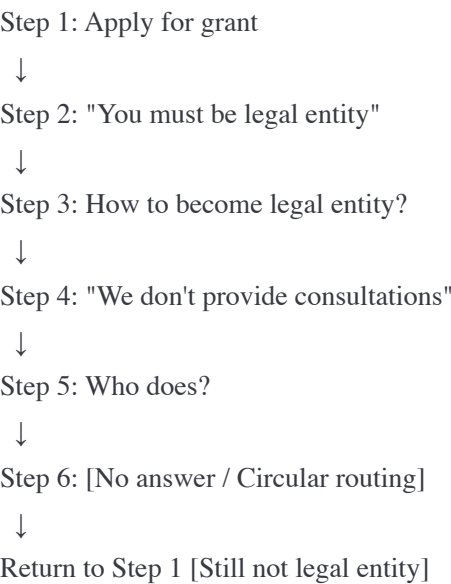 Step 1: Apply for grant
↓
Step 2: "You must be legal entity"
↓
Step 3: How to become legal entity?
↓
Step 4: "We don't provide consultations"
↓
Step 5: Who does?
↓
Step 6: [No answer / Circular routing]
↓
Return to Step 1 [Still not legal entity]